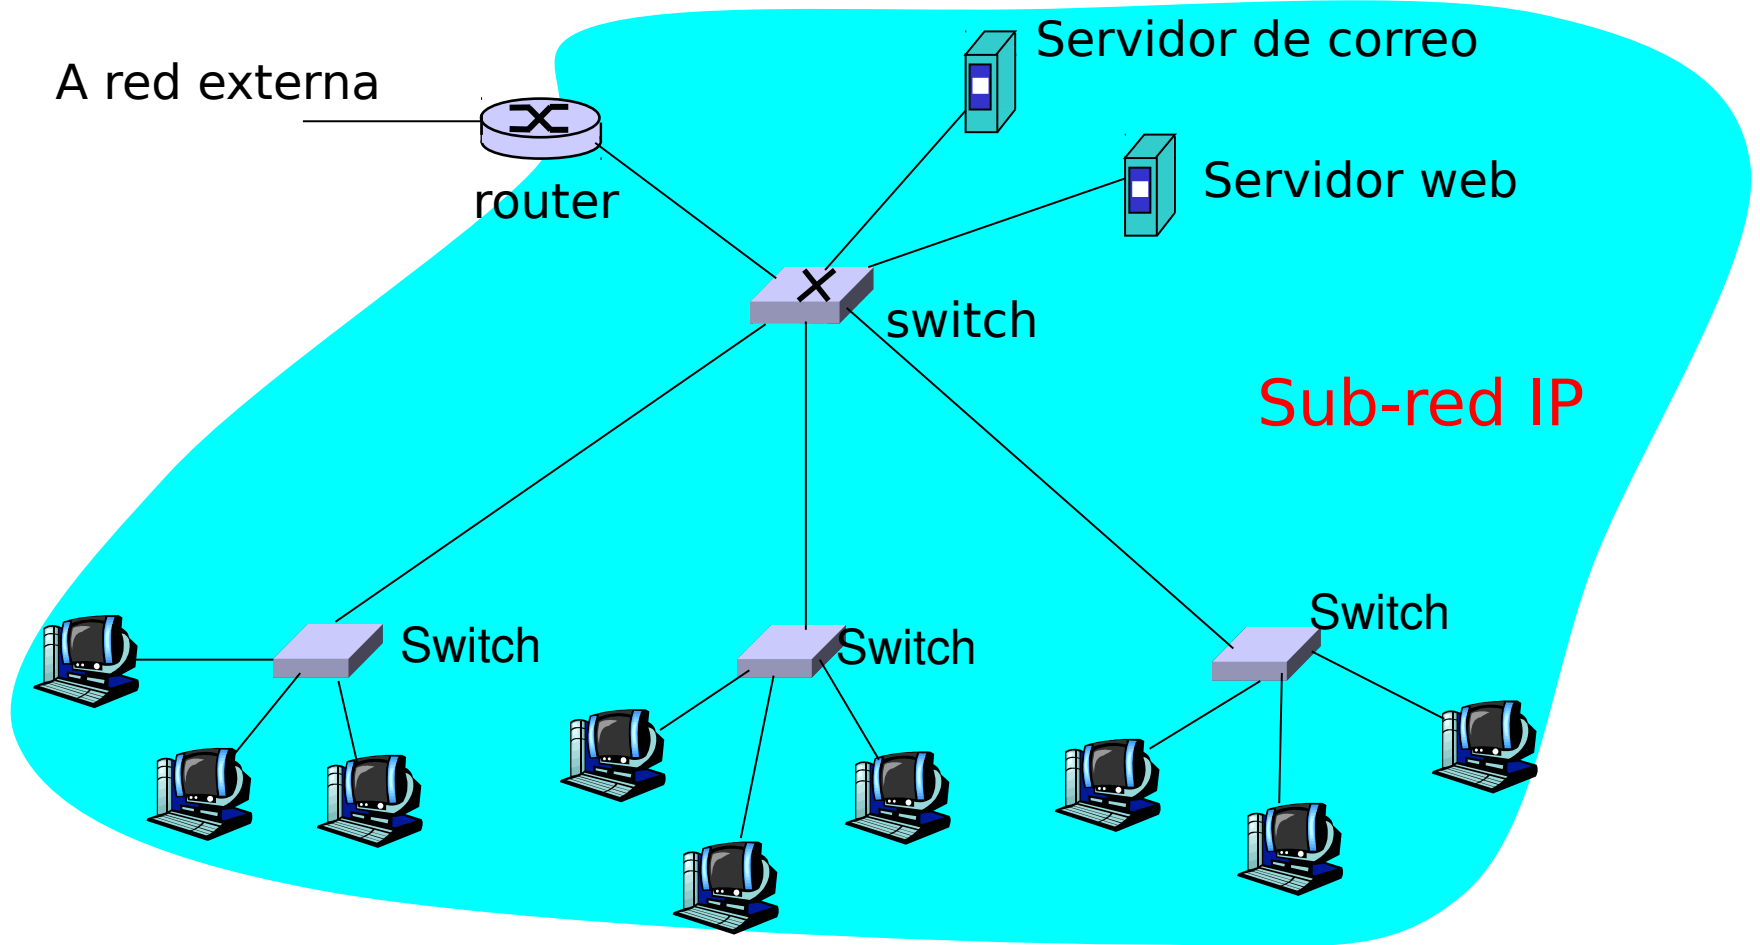 Servidor de correo
A red externa
Servidor web
router
switch
Sub-red IP
Switch
Switch
Switch